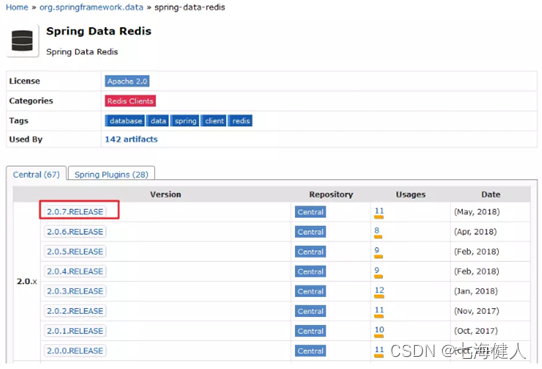 Home » org.springframework.data » spring-data-redis
Spring Data Redis
Spring Data Redis
License Apache 2.0
Categories Redis Clients
Tags database data spring client redis
Used By 142 artifacts
Central (67) Spring Plugins (28)
Version Repository Usages Date
2.0.x
2.0.7.RELEASE Central 11 (May, 2018)
2.0.6.RELEASE Central 8 (Apr, 2018)
2.0.5.RELEASE Central 9 (Feb, 2018)
2.0.4.RELEASE Central 9 (Feb, 2018)
2.0.3.RELEASE Central 12 (Jan, 2018)
2.0.2.RELEASE Central 11 (Nov, 2017)
2.0.1.RELEASE Central 10 (Oct, 2017)
2.0.0.RELEASE Central 11 2017)
CSDN @七海健人